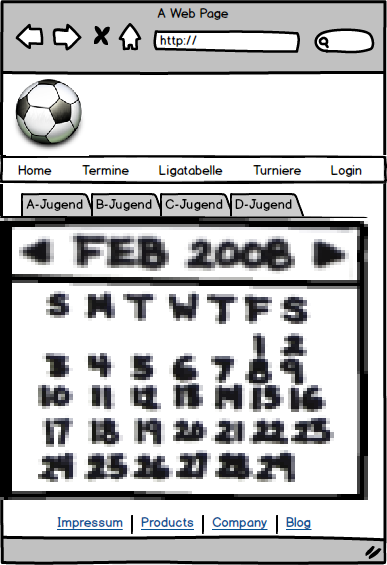 A Web Page
http://
Home Termine Ligatabelle Turniere Login
A-Jugend B-Jugend C-Jugend D-Jugend
FEB 2008
S M T W T F S
1 2
3 4 5 6 7 8 9
10 11 12 13 14 15 16
17 18 19 20 21 22 23
24 25 26 27 28 29
Impressum | Products | Company | Blog